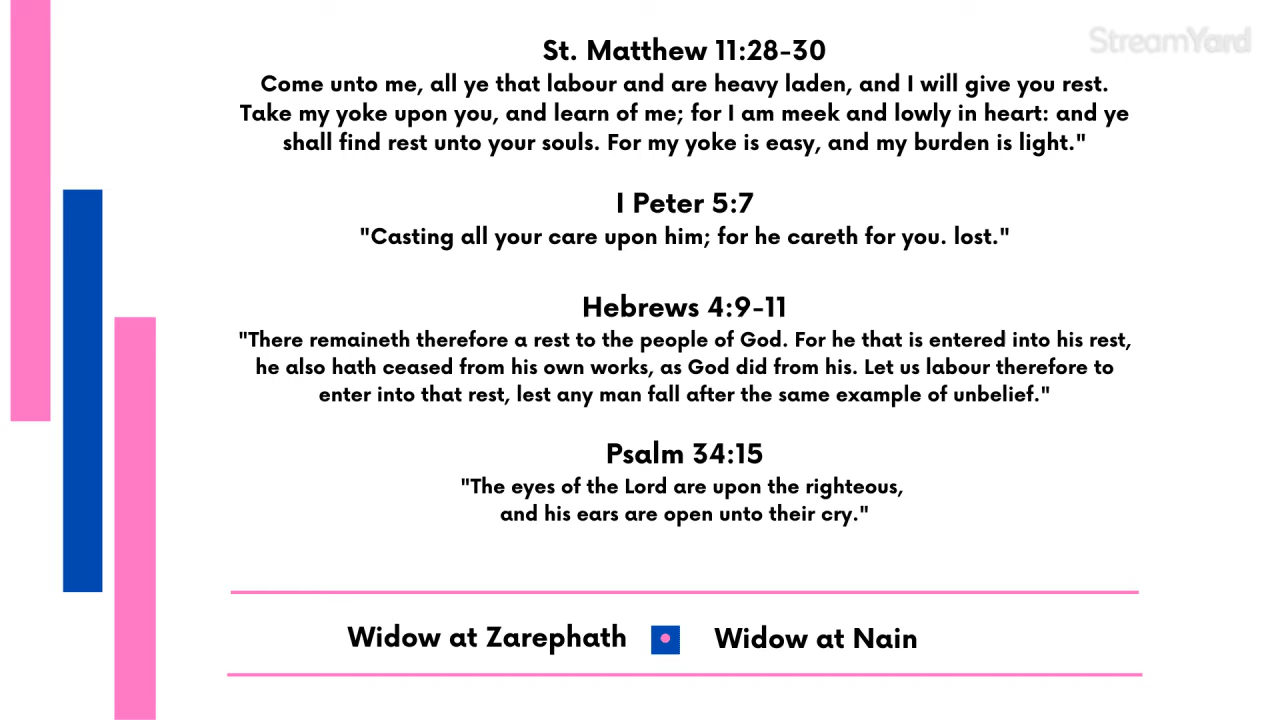 StreamYard
St. Matthew 11:28-30
Come unto me, all ye that labour and are heavy laden, and I will give you rest.
Take my yoke upon you, and learn of me; for I am meek and lowly in heart: and ye
shall find rest unto your souls. For my yoke is easy, and my burden is light."
I Peter 5:7
"Casting all your care upon him; for he careth for you. lost."
Hebrews 4:9-11
"There remaineth therefore a rest to the people of God. For he that is entered into his rest,
he also hath ceased from his own works, as God did from his. Let us labour therefore to
enter into that rest, lest any man fall after the same example of unbelief."
Psalm 34:15
"The eyes of the Lord are upon the righteous,
and his ears are open unto their cry."
Widow at Zarephath Widow at Nain